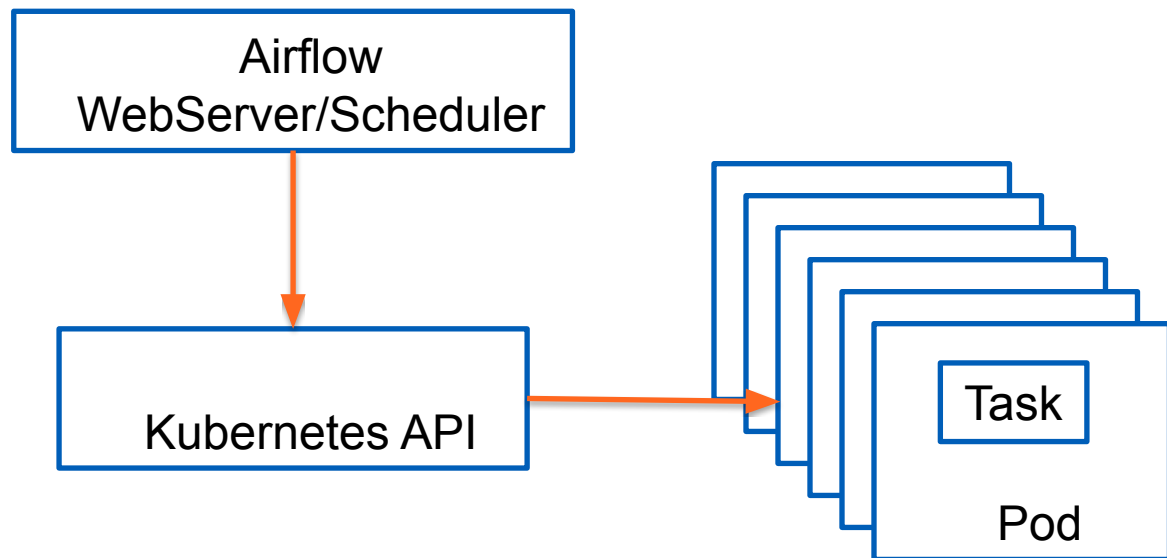 Airflow
WebServer/Scheduler
Kubernetes API
Task
Pod